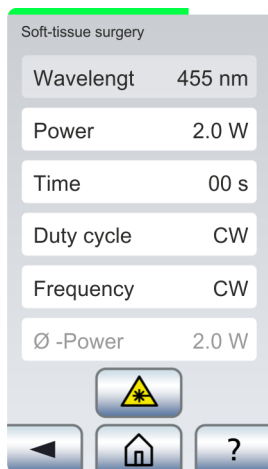 Soft-tissue surgery
Wavelengt 455 nm
Power 2.0 W
Time 00 s
Duty cycle CW
Frequency CW
Ø -Power 2.0 W
?